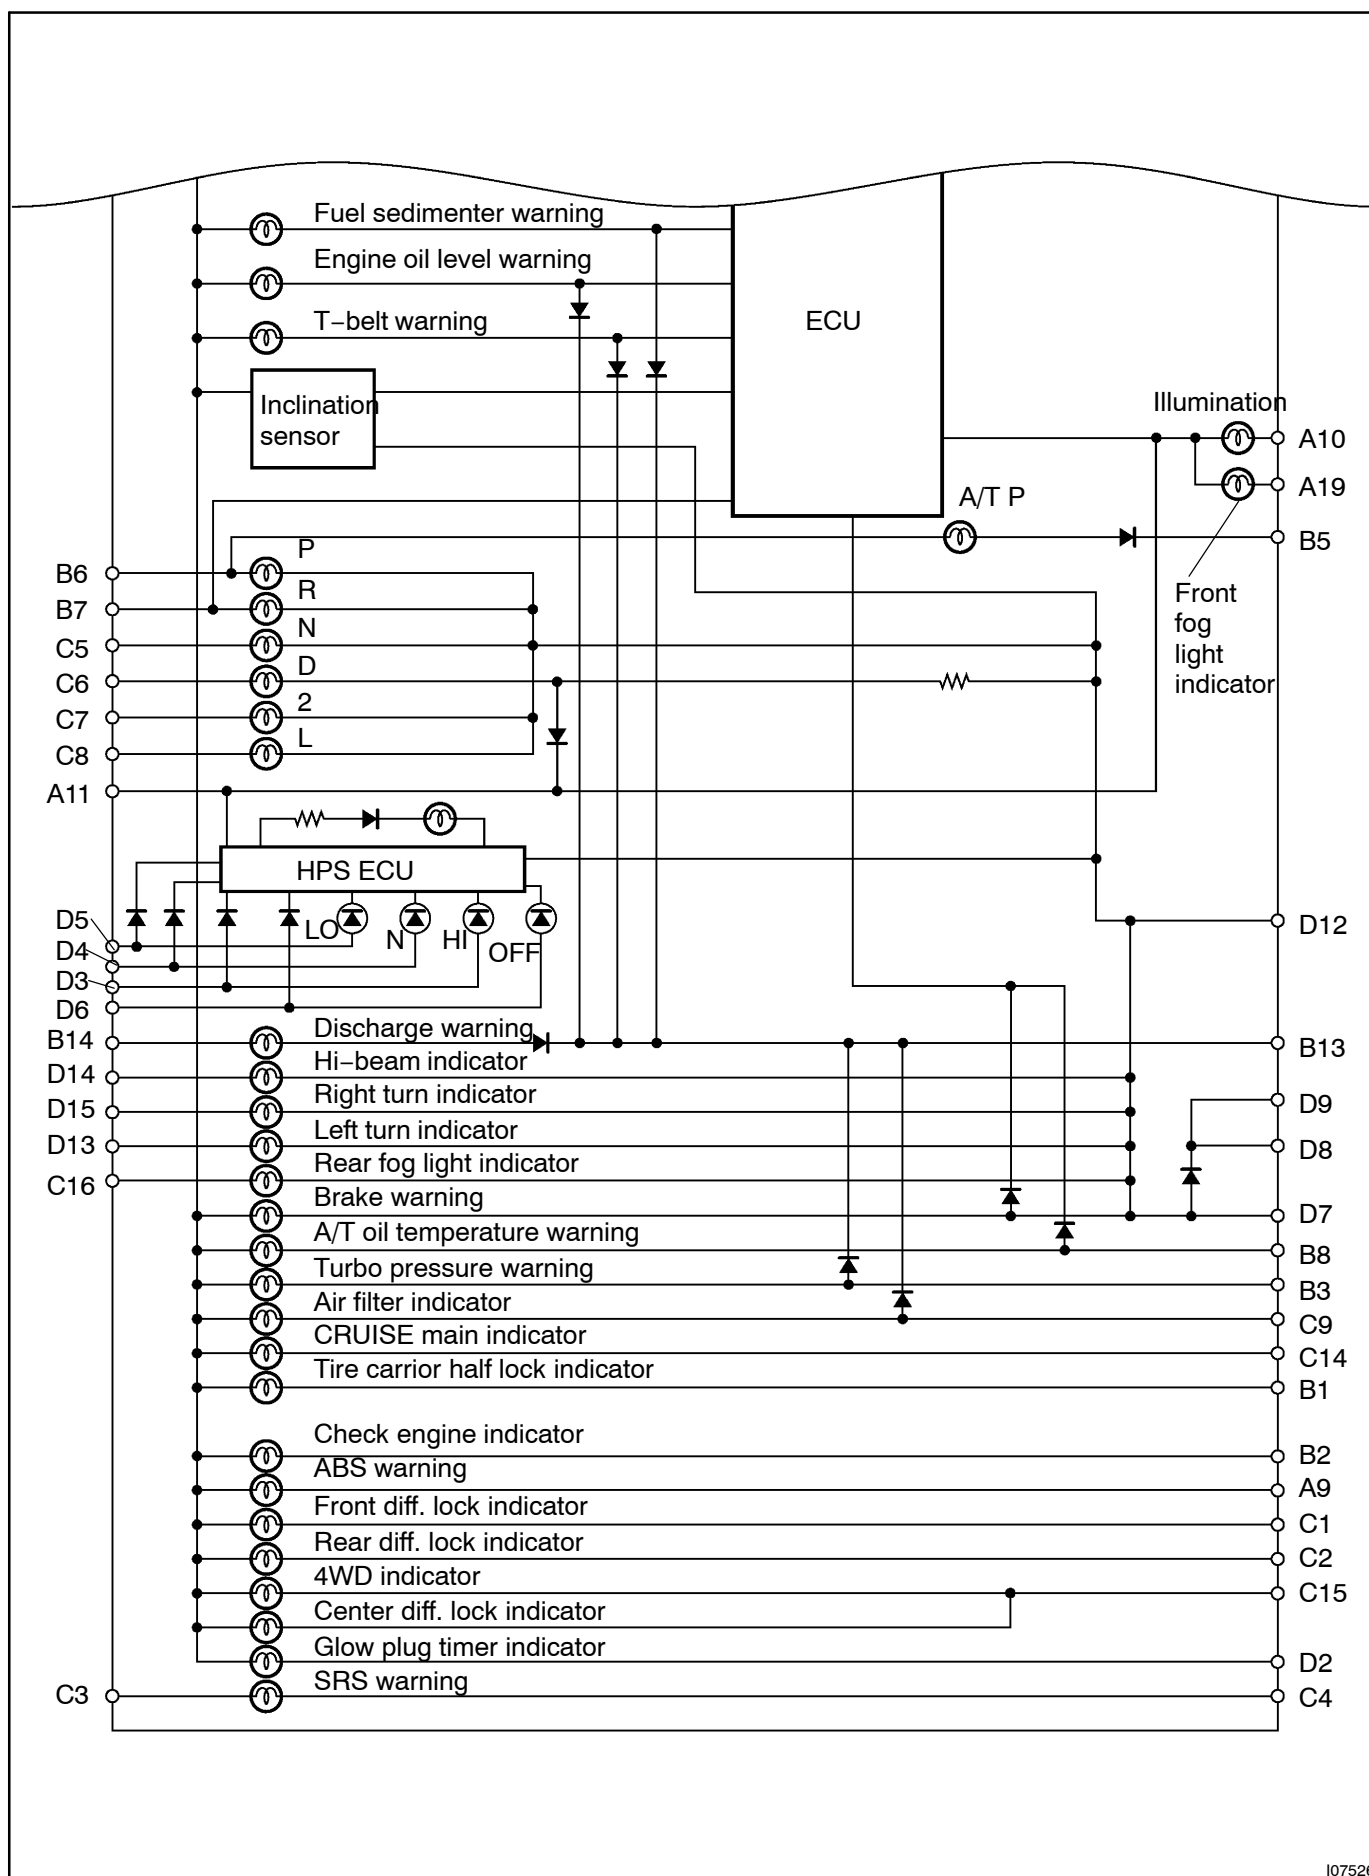 Fuel sedimenter warning
Engine oil level warning
T−belt warning
ECU
Inclination
sensor
Illumination
A10
A19
A/T P
B5
Front
fog
light
indicator
B6
P
B7
R
C5
N
C6
D
C7
2
C8
L
A11
HPS ECU
LO
N
HI
OFF
D5
D4
D3
D6
D12
B14
Discharge warning
B13
D14
Hi−beam indicator
D15
Right turn indicator
D9
D13
Left turn indicator
D8
C16
Rear fog light indicator
Brake warning
D7
A/T oil temperature warning
B8
Turbo pressure warning
B3
Air filter indicator
C9
CRUISE main indicator
C14
Tire carrior half lock indicator
B1
Check engine indicator
B2
ABS warning
A9
Front diff. lock indicator
C1
Rear diff. lock indicator
C2
4WD indicator
C15
Center diff. lock indicator
Glow plug timer indicator
D2
C3
SRS warning
C4
I07526